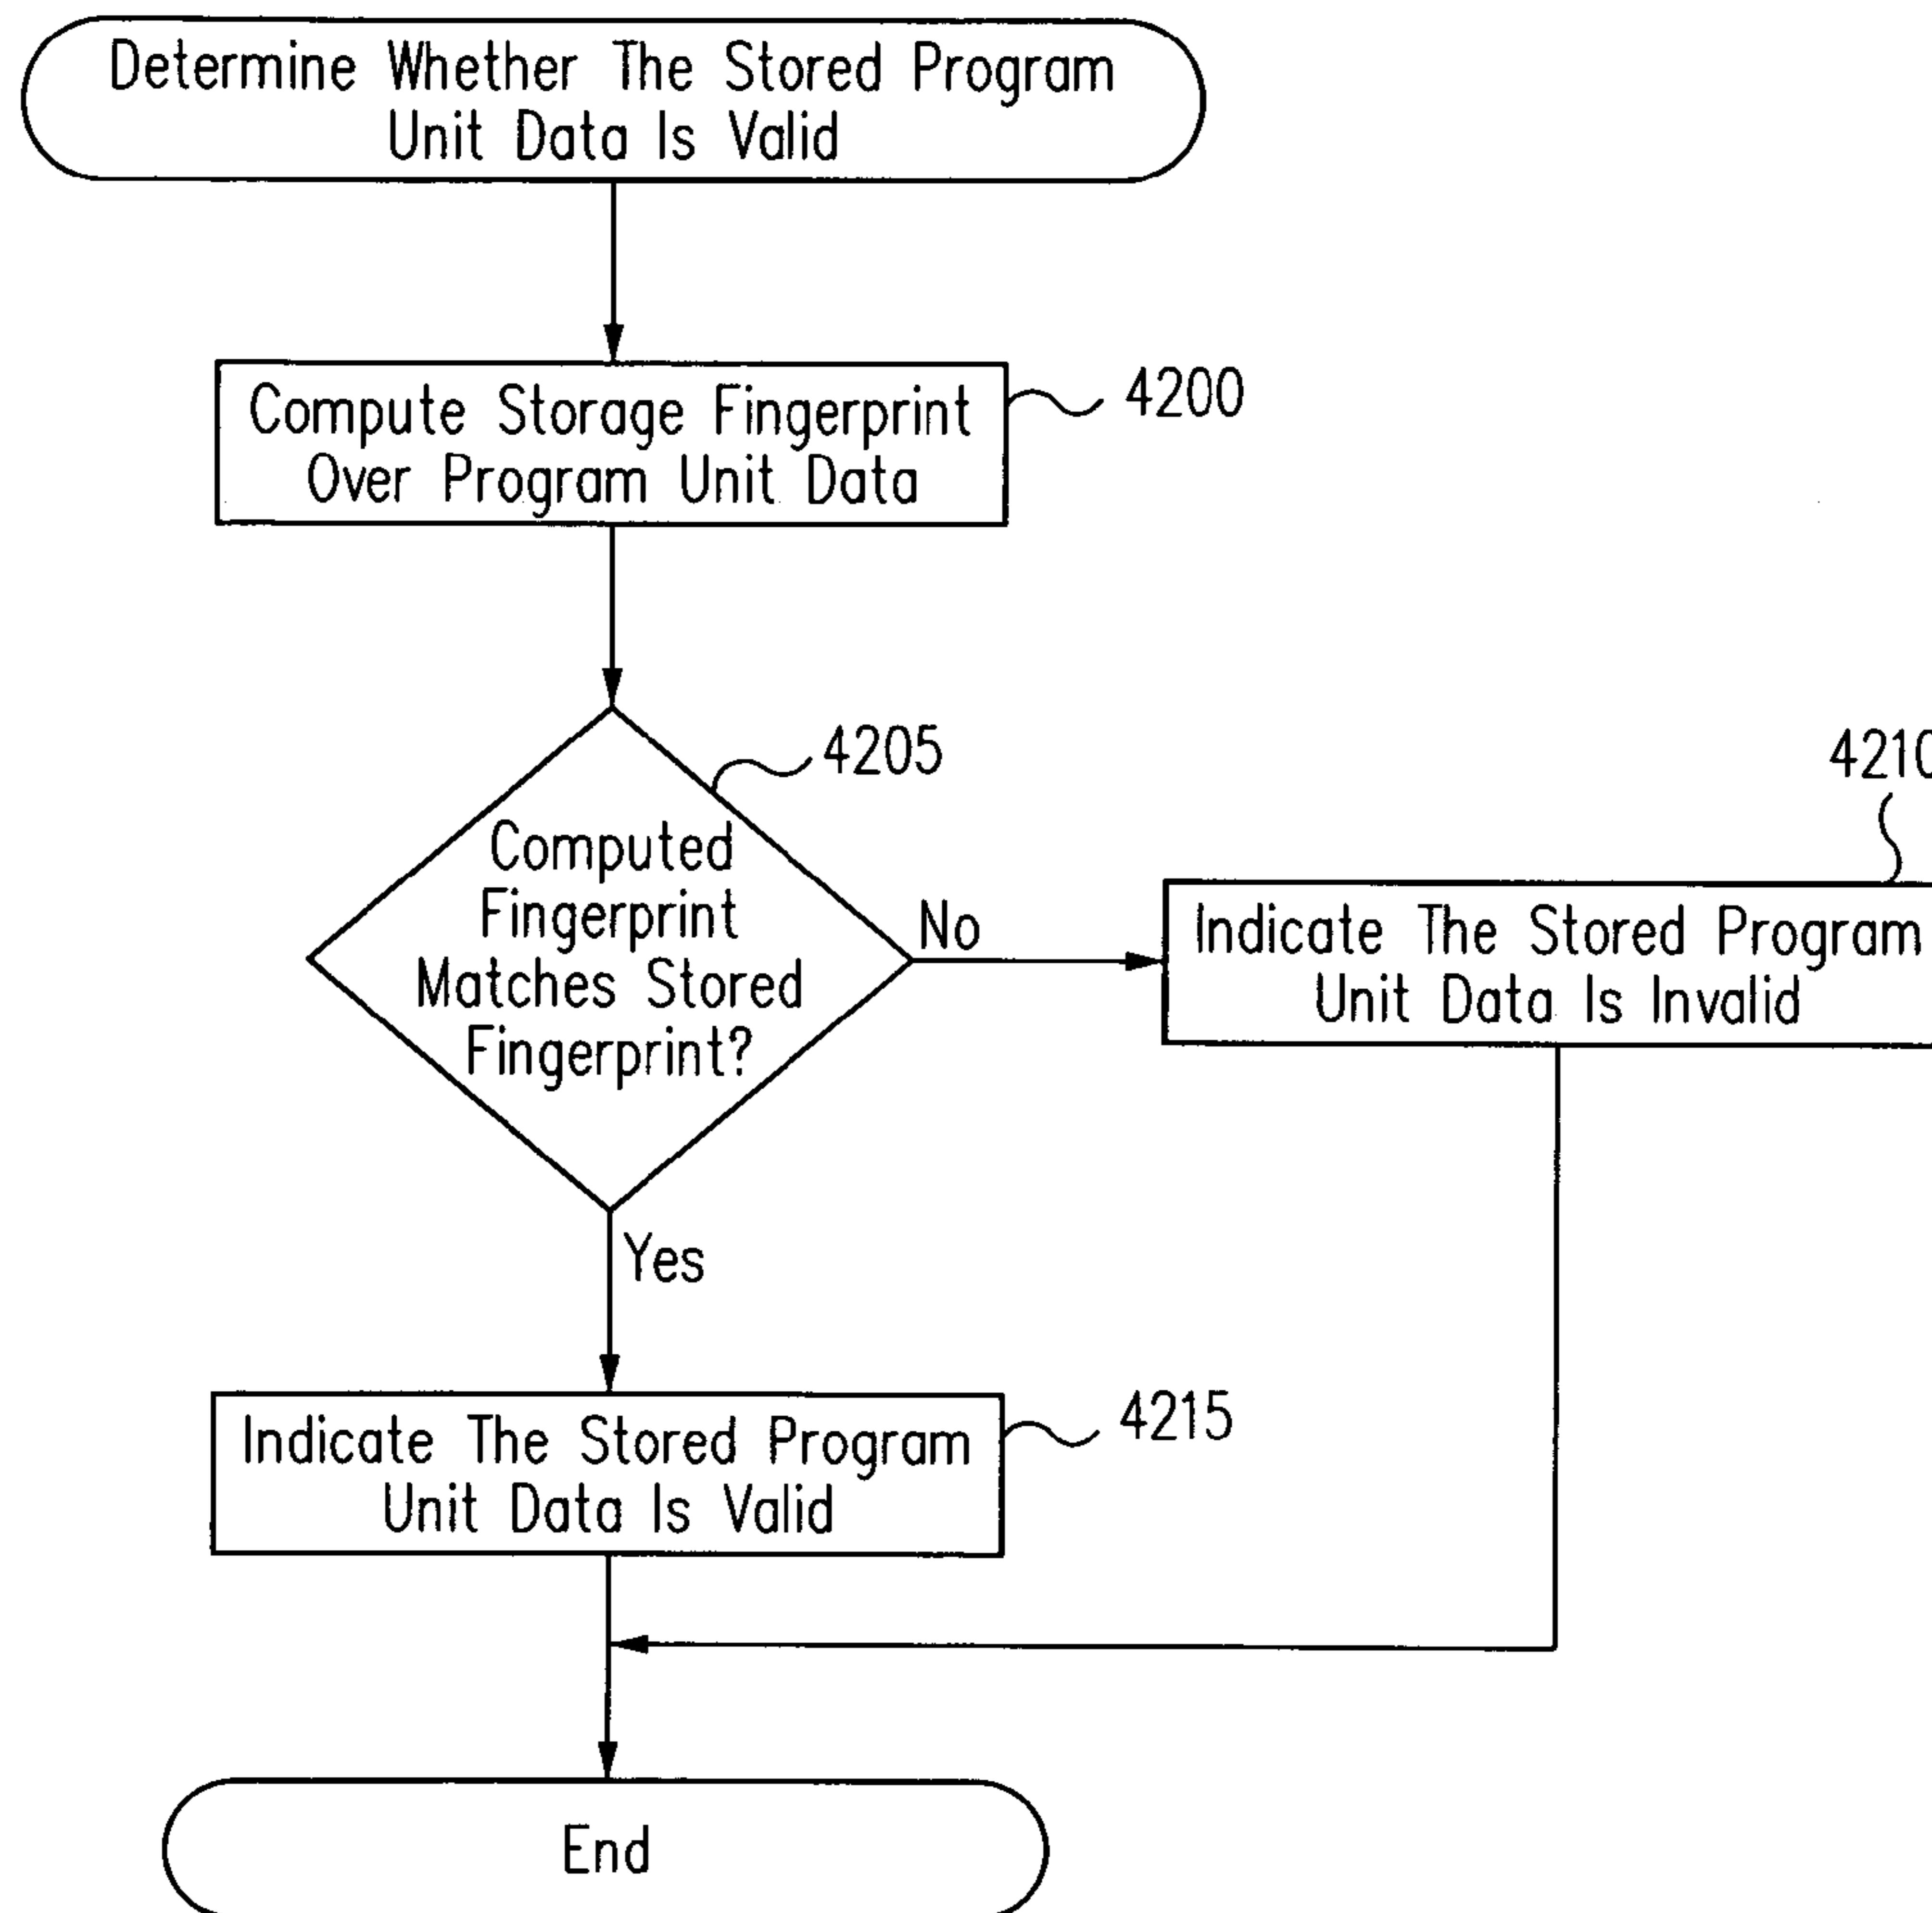 Determine Whether The Stored Program
Unit Data Is Valid
Compute Storage Fingerprint
Over Program Unit Data
4200
4205
Computed
Fingerprint
Matches Stored
Fingerprint?
No
4210
Indicate The Stored Program
Unit Data Is Invalid
Yes
Indicate The Stored Program
Unit Data Is Valid
4215
End